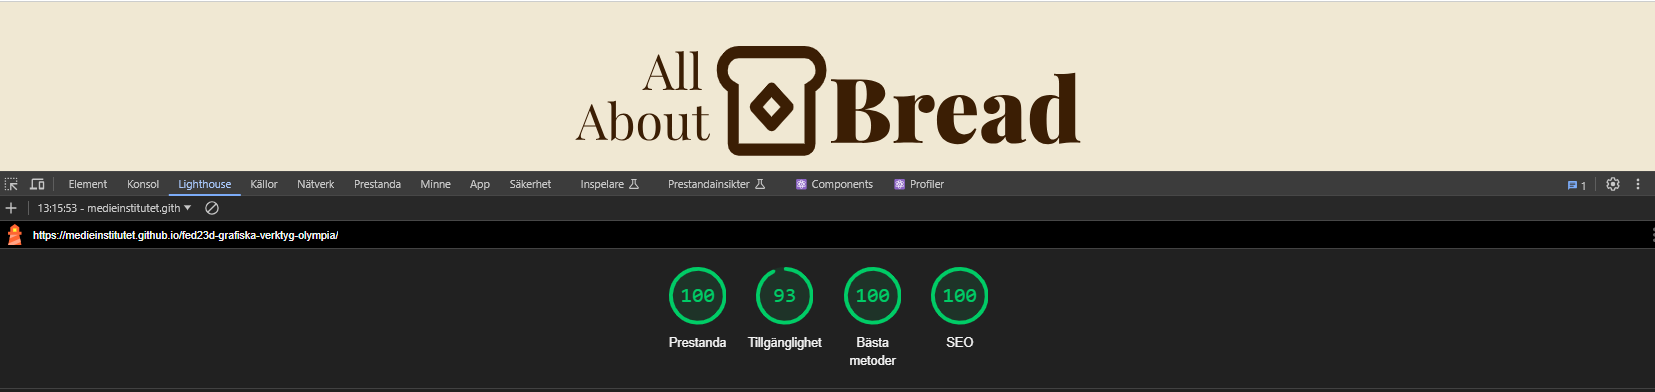 All
About
Bread
Element Konsol Lighthouse Källor Nätverk Prestanda Minne App Säkerhet Inspelare Prestandainsikter Components Profiler 1
13:15:53 - medieinstitutet.gith
https://medieinstitutet.github.io/fed23d-grafiska-verktyg-olympia/
100 93 100 100
Prestanda Tillgänglighet Bästa metoder SEO